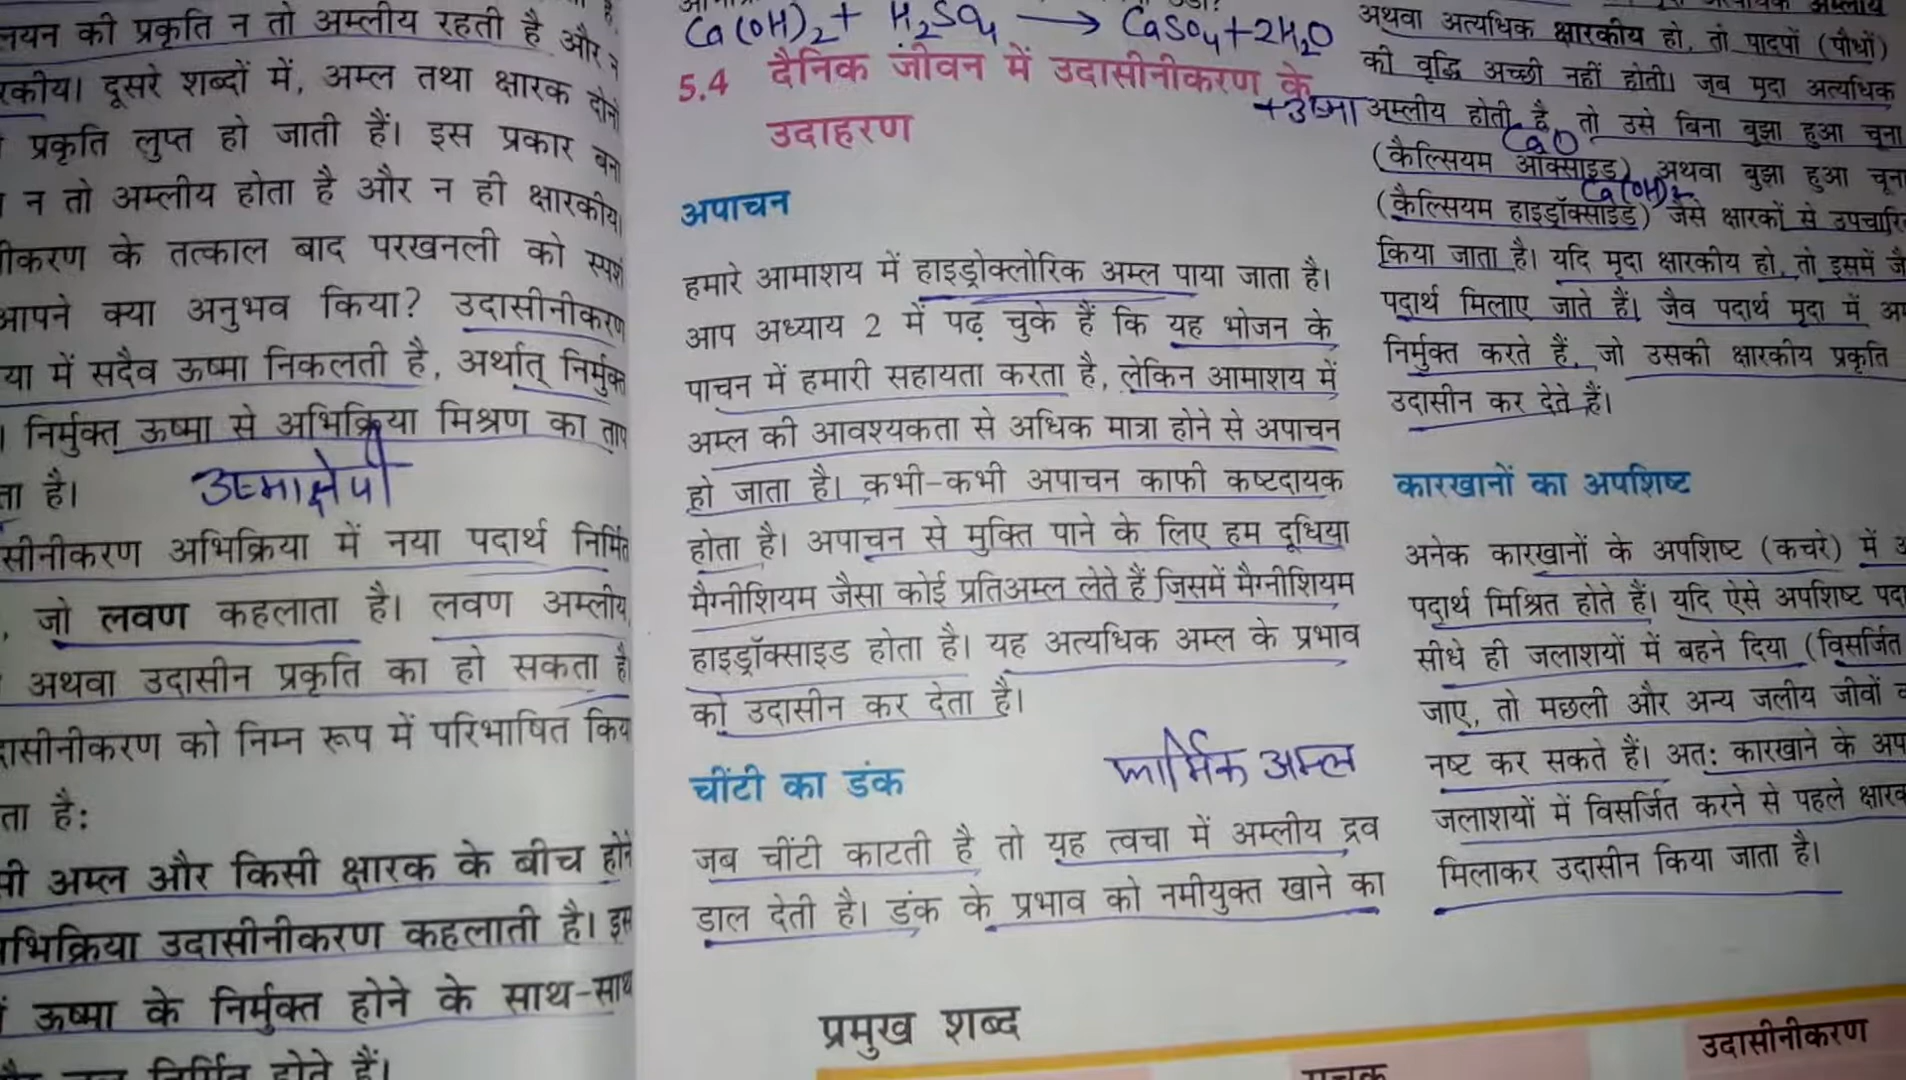 लयन की प्रकृति न तो अम्लीय रहती है और न
रकीय। दूसरे शब्दों में, अम्ल तथा क्षारक दोनों
प्रकृति लुप्त हो जाती हैं। इस प्रकार बना
न तो अम्लीय होता है और न ही क्षारकीय।
ीकरण के तत्काल बाद परखनली को स्पर्श
आपने क्या अनुभव किया? उदासीनीकरण
या में सदैव ऊष्मा निकलती है, अर्थात् निर्मुक्त
। निर्मुक्त ऊष्मा से अभिक्रिया मिश्रण का ताप
ता है।
उष्माक्षेपी
सीनीकरण अभिक्रिया में नया पदार्थ निर्मित
, जो लवण कहलाता है। लवण अम्लीय,
अथवा उदासीन प्रकृति का हो सकता है।
दासीनीकरण को निम्न रूप में परिभाषित किय
ता है:
सी अम्ल और किसी क्षारक के बीच होने
भिक्रिया उदासीनीकरण कहलाती है। इस
ऊष्मा के निर्मुक्त होने के साथ-साथ
निर्मित होते हैं।
Ca(OH)2 + H2SO4 → CaSO4 + 2H2O
+उष्मा
5.4 दैनिक जीवन में उदासीनीकरण के
उदाहरण
अपाचन
हमारे आमाशय में हाइड्रोक्लोरिक अम्ल पाया जाता है।
आप अध्याय 2 में पढ़ चुके हैं कि यह भोजन के
पाचन में हमारी सहायता करता है, लेकिन आमाशय में
अम्ल की आवश्यकता से अधिक मात्रा होने से अपाचन
हो जाता है। कभी-कभी अपाचन काफी कष्टदायक
होता है। अपाचन से मुक्ति पाने के लिए हम दूधिया
मैग्नीशियम जैसा कोई प्रतिअम्ल लेते हैं जिसमें मैग्नीशियम
हाइड्रॉक्साइड होता है। यह अत्यधिक अम्ल के प्रभाव
को उदासीन कर देता है।
चींटी का डंक
फार्मिक अम्ल
जब चींटी काटती है तो यह त्वचा में अम्लीय द्रव
डाल देती है। डंक के प्रभाव को नमीयुक्त खाने का
अथवा अत्यधिक क्षारकीय हो, तो पादपों (पौधों)
की वृद्धि अच्छी नहीं होती। जब मृदा अत्यधिक
अम्लीय होती है, तो उसे बिना बुझा हुआ चूना
CaO
(कैल्सियम ऑक्साइड) अथवा बुझा हुआ चूना
Ca(OH)2
(कैल्सियम हाइड्रॉक्साइड) जैसे क्षारकों से उपचारि
किया जाता है। यदि मृदा क्षारकीय हो, तो इसमें जै
पदार्थ मिलाए जाते हैं। जैव पदार्थ मृदा में अ
निर्मुक्त करते हैं, जो उसकी क्षारकीय प्रकृति
उदासीन कर देते हैं।
कारखानों का अपशिष्ट
अनेक कारखानों के अपशिष्ट (कचरे) में अ
पदार्थ मिश्रित होते हैं। यदि ऐसे अपशिष्ट पदा
सीधे ही जलाशयों में बहने दिया (विसर्जित
जाए, तो मछली और अन्य जलीय जीवों क
नष्ट कर सकते हैं। अत: कारखाने के अप
जलाशयों में विसर्जित करने से पहले क्षारक
मिलाकर उदासीन किया जाता है।
प्रमुख शब्द
सूचक
उदासीनीकरण